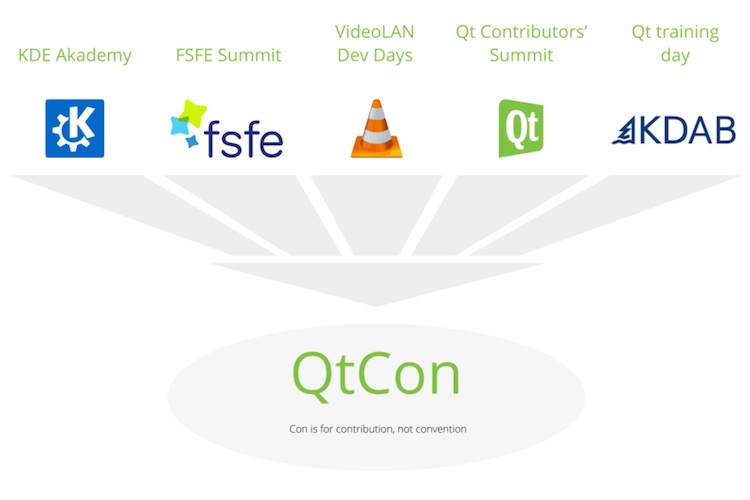 KDE Akademy
FSFE Summit
VideoLAN
Dev Days
Qt Contributors’
Summit
Qt training
day
K
fsfe
Qt
KDAB
QtCon
Con is for contribution, not convention